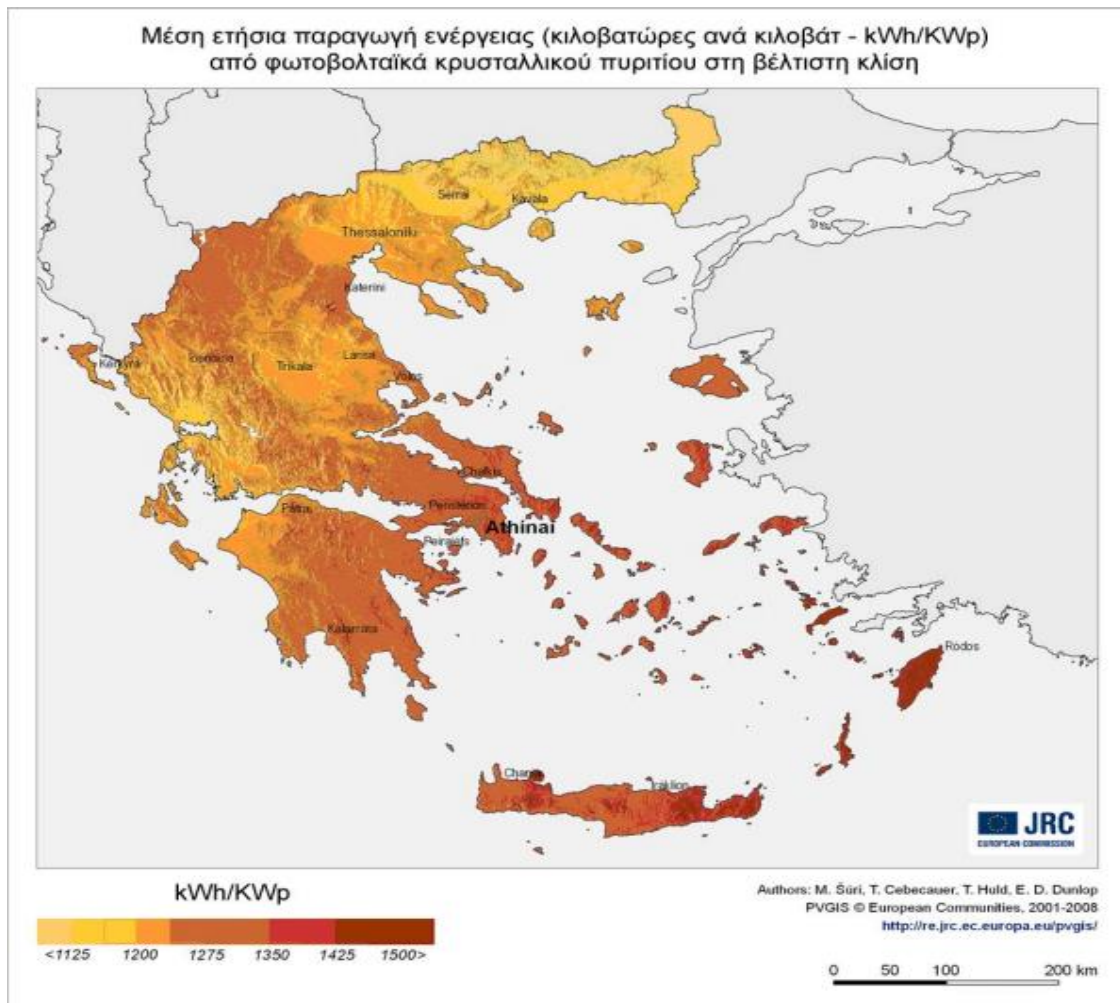 Μέση ετήσια παραγωγή ενέργειας (κιλοβατώρες ανά κιλοβάτ - kWh/KWp)
από φωτοβολταϊκά κρυσταλλικού πυριτίου στη βέλτιστη κλίση
Serrai
Kavala
Thessaloniki
Katerini
Kerkyra
Ioannina
Trikala
Larisa
Volos
Chalkis
Patrai
Peristerion
Athinai
Peiraiefs
Kalamata
Rodos
Chania
Iraklion
JRC
EUROPEAN COMMISSION
kWh/KWp
<1125 1200 1275 1350 1425 1500>
Authors: M. Šúri, T. Cebecauer, T. Huld, E. D. Dunlop
PVGIS © European Communities, 2001-2008
http://re.jrc.ec.europa.eu/pvgis/
0 50 100 200 km